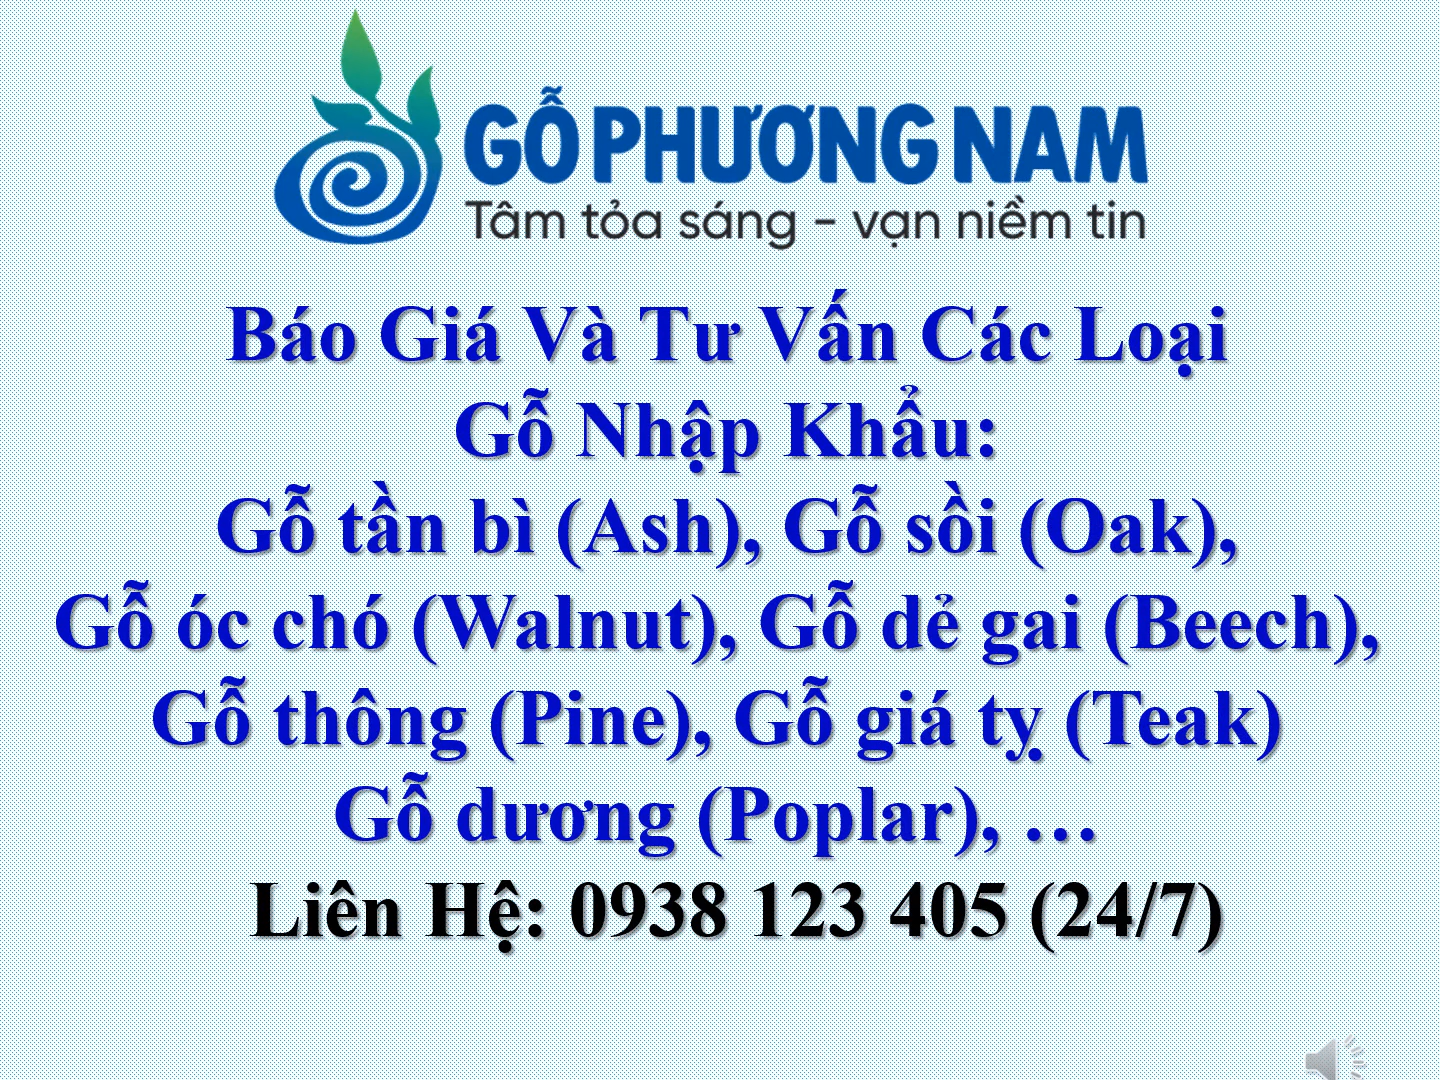 GỖ PHƯƠNG NAM
Tâm tỏa sáng - vạn niềm tin
Báo Giá Và Tư Vấn Các Loại
Gỗ Nhập Khẩu:
Gỗ tần bì (Ash), Gỗ sồi (Oak),
Gỗ óc chó (Walnut), Gỗ dẻ gai (Beech),
Gỗ thông (Pine), Gỗ giá tỵ (Teak)
Gỗ dương (Poplar), …
Liên Hệ: 0938 123 405 (24/7)